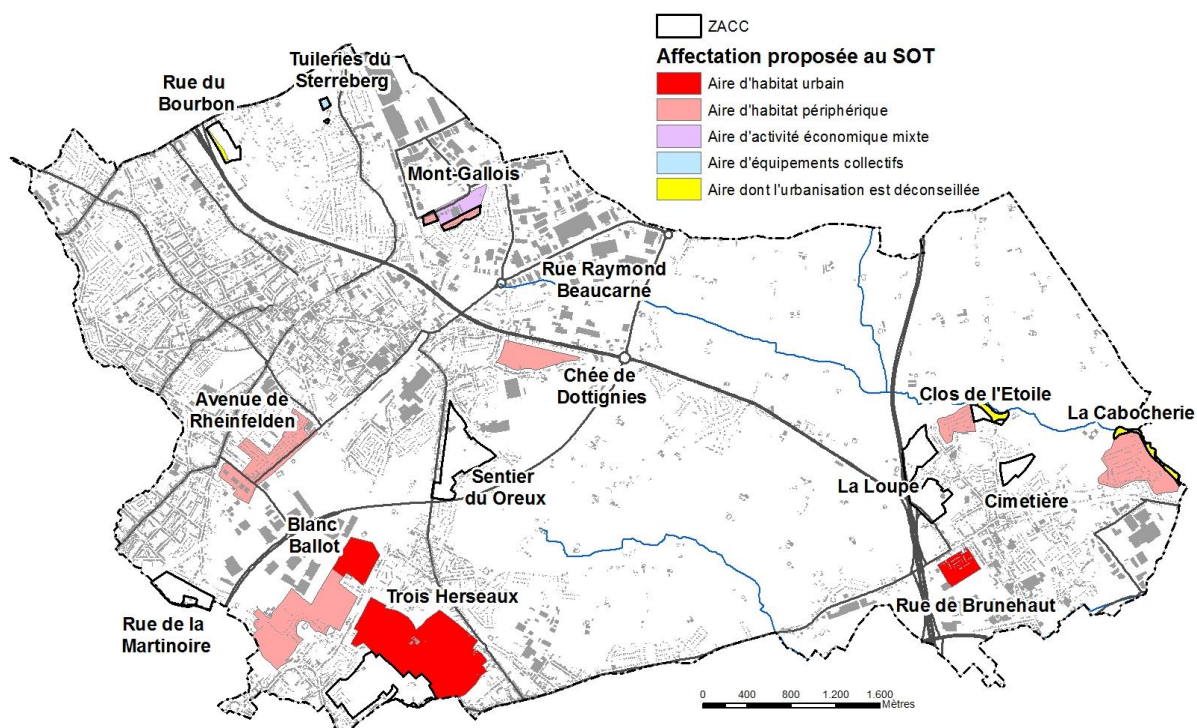 ZACC
Affectation proposée au SOT
Aire d'habitat urbain
Aire d'habitat périphérique
Aire d'activité économique mixte
Aire d'équipements collectifs
Aire dont l'urbanisation est déconseillée
Tuileries du
Sterreberg
Rue du
Bourbon
Mont-Gallois
Rue Raymond
Beaucarné
Chée de
Dottignies
Avenue de
Rheinfelden
Clos de l'Etoile
La Cabocherie
Sentier
du Oreux
La Loupe
Cimetière
Blanc
Ballot
Trois Herseaux
Rue de Brunehaut
Rue de la
Martinoire
0 400 800 1.200 1.600
Mètres